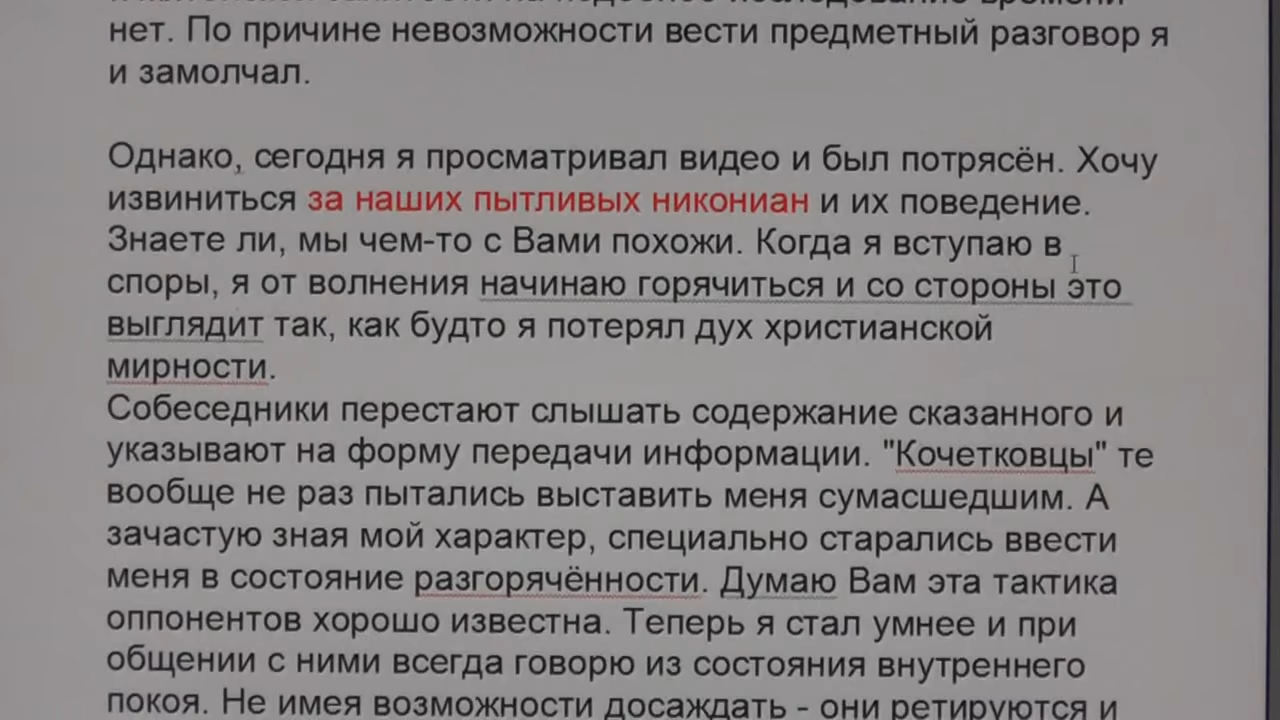 нет. По причине невозможности вести предметный разговор я
и замолчал.
Однако, сегодня я просматривал видео и был потрясён. Хочу
извиниться за наших пытливых никониан и их поведение.
Знаете ли, мы чем-то с Вами похожи. Когда я вступаю в
споры, я от волнения начинаю горячиться и со стороны это
выглядит так, как будто я потерял дух христианской
мирности.
Собеседники перестают слышать содержание сказанного и
указывают на форму передачи информации. "Кочетковцы" те
вообще не раз пытались выставить меня сумасшедшим. А
зачастую зная мой характер, специально старались ввести
меня в состояние разгорячённости. Думаю Вам эта тактика
оппонентов хорошо известна. Теперь я стал умнее и при
общении с ними всегда говорю из состояния внутреннего
покоя. Не имея возможности досаждать - они ретируются и